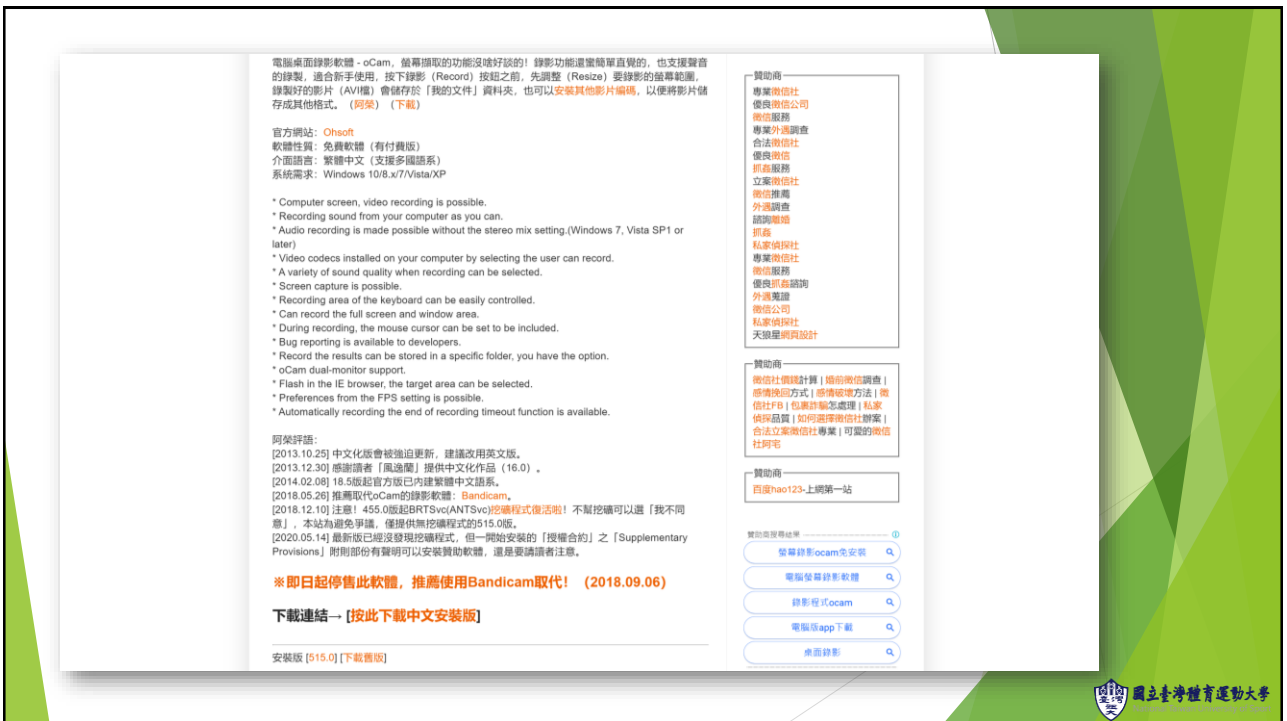 電腦桌面錄影軟體 - oCam，螢幕擷取的功能沒啥好談的！錄影功能還蠻簡單直覺的，也支援聲音
的錄製，適合新手使用，按下錄影（Record）按鈕之前，先調整（Resize）要錄影的螢幕範圍，
錄製好的影片（AVI檔）會儲存於「我的文件」資料夾，也可以安裝其他影片編碼，以便將影片儲
存成其他格式。（阿榮）（下載）
官方網站：Ohsoft
軟體性質：免費軟體（有付費版）
介面語言：繁體中文（支援多國語系）
系統需求：Windows 10/8.x/7/Vista/XP
* Computer screen, video recording is possible.
* Recording sound from your computer as you can.
* Audio recording is made possible without the stereo mix setting.(Windows 7, Vista SP1 or
later)
* Video codecs installed on your computer by selecting the user can record.
* A variety of sound quality when recording can be selected.
* Screen capture is possible.
* Recording area of the keyboard can be easily controlled.
* Can record the full screen and window area.
* During recording, the mouse cursor can be set to be included.
* Bug reporting is available to developers.
* Record the results can be stored in a specific folder, you have the option.
* oCam dual-monitor support.
* Flash in the IE browser, the target area can be selected.
* Preferences from the FPS setting is possible.
* Automatically recording the end of recording timeout function is available.
阿榮評語：
[2013.10.25] 中文化版會被強迫更新，建議改用英文版。
[2013.12.30] 感謝讀者「風逸蘭」提供中文化作品（16.0）。
[2014.02.08] 18.5版起官方版已內建繁體中文語系。
[2018.05.26] 推薦取代oCam的錄影軟體：Bandicam。
[2018.12.10] 注意！455.0版起BRTSvc(ANTSvc)挖礦程式復活啦！不幫挖礦可以選「我不同
意」，本站為避免爭議，僅提供無挖礦程式的515.0版。
[2020.05.14] 最新版已經沒發現挖礦程式，但一開始安裝的「授權合約」之「Supplementary
Provisions」附則部份有聲明可以安裝贊助軟體，還是要請讀者注意。
※即日起停售此軟體，推薦使用Bandicam取代！（2018.09.06）
下載連結→ [按此下載中文安裝版]
安裝版 [515.0] [下載舊版]
贊助商
專業徵信社
優良徵信公司
徵信服務
專業外遇調查
合法徵信社
優良徵信
抓姦服務
立案徵信社
徵信推薦
外遇調查
諮詢離婚
抓姦
私家偵探社
專業徵信社
徵信服務
優良抓姦諮詢
外遇蒐證
徵信公司
私家偵探社
天狼星網頁設計
贊助商
徵信社價錢計算 | 婚前徵信調查 |
感情挽回方式 | 感情破壞方法 | 徵
信社FB | 包裹詐騙怎處理 | 私家
偵探品質 | 如何選擇徵信社辦案 |
合法立案徵信社專業 | 可愛的徵信
社阿宅
贊助商
百度hao123-上網第一站
贊助商搜尋結果
螢幕錄影ocam免安裝
電腦螢幕錄影軟體
錄影程式ocam
電腦版app下載
桌面錄影
國立臺灣體育運動大學